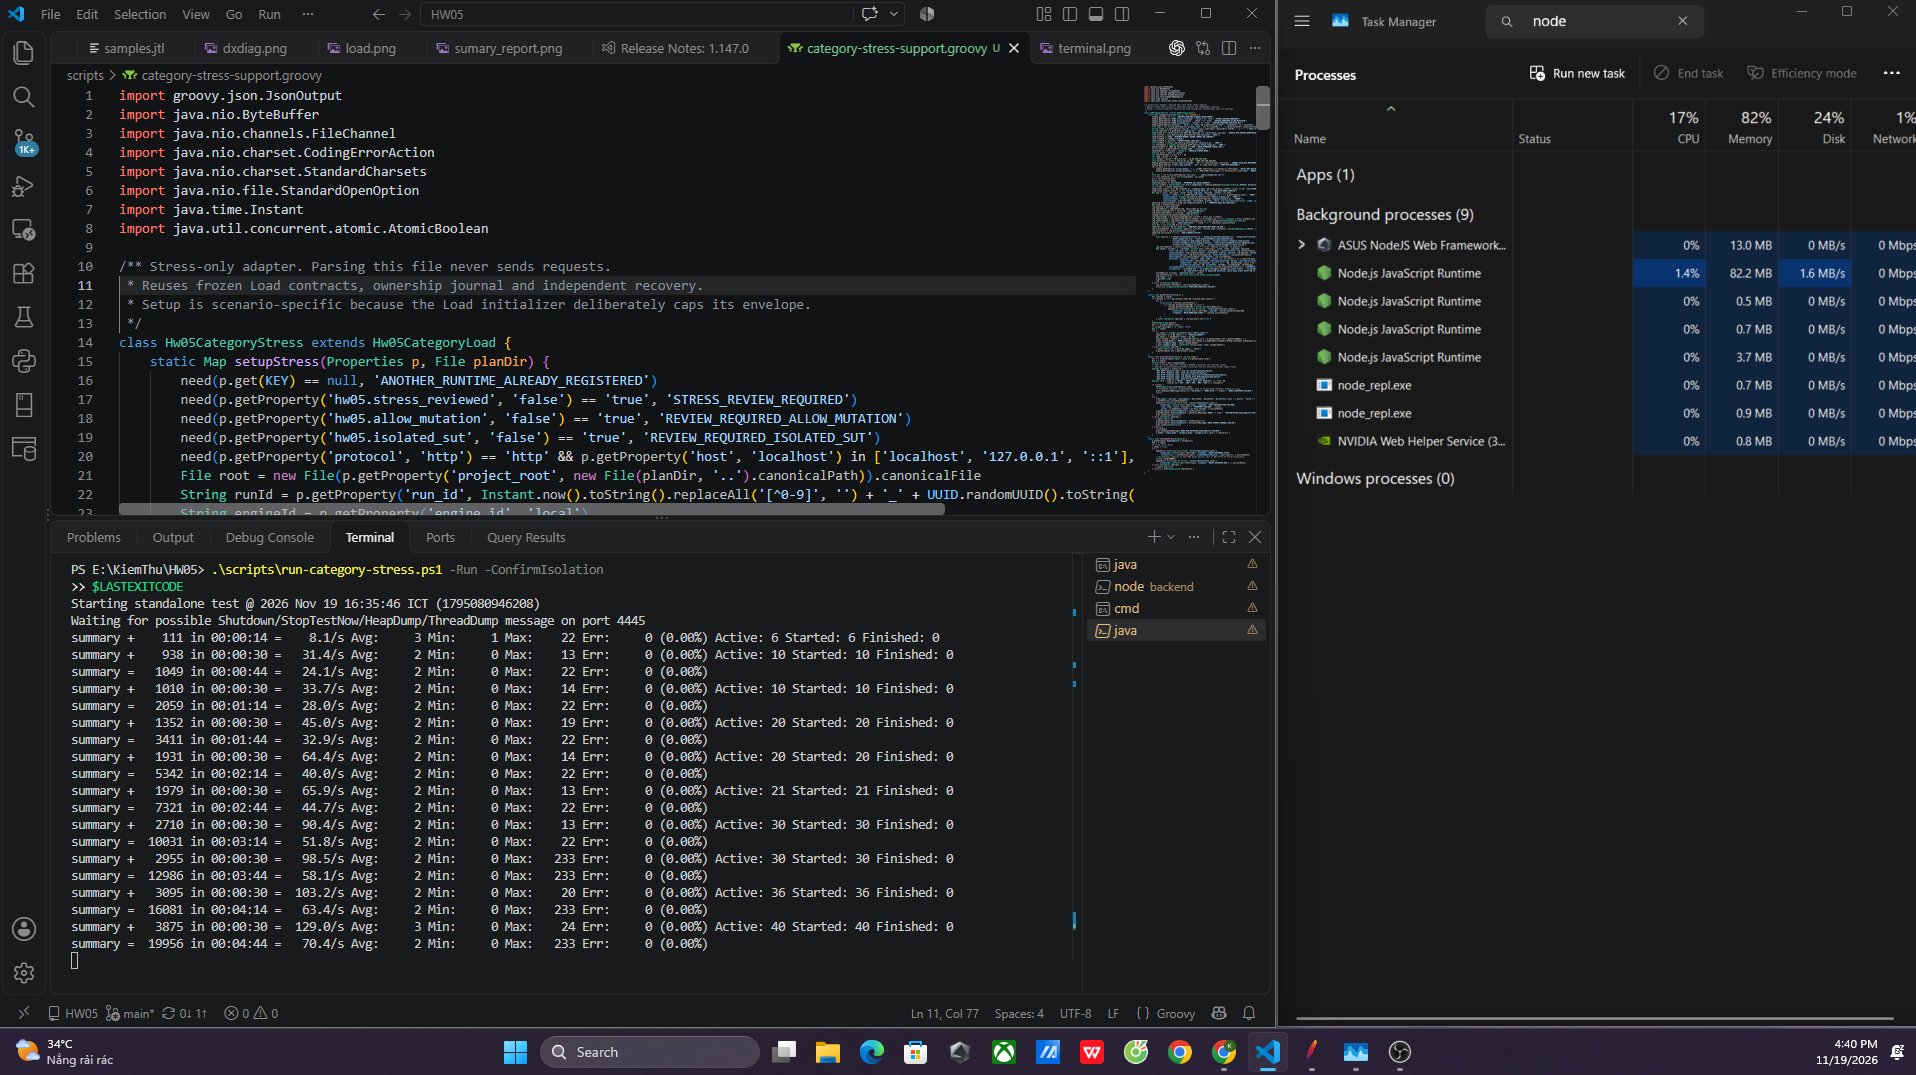 File Edit Selection View Go Run ··· HW05
samples.jtl dxdiag.png load.png sumary_report.png Release Notes: 1.147.0 category-stress-support.groovy U terminal.png
scripts > category-stress-support.groovy
1 import groovy.json.JsonOutput
2 import java.nio.ByteBuffer
3 import java.nio.channels.FileChannel
4 import java.nio.charset.CodingErrorAction
5 import java.nio.charset.StandardCharsets
6 import java.nio.file.StandardOpenOption
7 import java.time.Instant
8 import java.util.concurrent.atomic.AtomicBoolean
9
10 /** Stress-only adapter. Parsing this file never sends requests.
11 * Reuses frozen Load contracts, ownership journal and independent recovery.
12 * Setup is scenario-specific because the Load initializer deliberately caps its envelope.
13 */
14 class Hw05CategoryStress extends Hw05CategoryLoad {
15 static Map setupStress(Properties p, File planDir) {
16 need(p.get(KEY) == null, 'ANOTHER_RUNTIME_ALREADY_REGISTERED')
17 need(p.getProperty('hw05.stress_reviewed', 'false') == 'true', 'STRESS_REVIEW_REQUIRED')
18 need(p.getProperty('hw05.allow_mutation', 'false') == 'true', 'REVIEW_REQUIRED_ALLOW_MUTATION')
19 need(p.getProperty('hw05.isolated_sut', 'false') == 'true', 'REVIEW_REQUIRED_ISOLATED_SUT')
20 need(p.getProperty('protocol', 'http') == 'http' && p.getProperty('host', 'localhost') in ['localhost', '127.0.0.1', '::1'],
21 File root = new File(p.getProperty('project_root', new File(planDir, '..').canonicalPath)).canonicalFile
22 String runId = p.getProperty('run_id', Instant.now().toString().replaceAll('[^0-9]', '') + '_' + UUID.randomUUID().toString(
23 String engineId = p.getProperty('engine_id', 'local')
Problems Output Debug Console Terminal Ports Query Results
PS E:\KiemThu\HW05> .\scripts\run-category-stress.ps1 -Run -ConfirmIsolation
>> $LASTEXITCODE
Starting standalone test @ 2026 Nov 19 16:35:46 ICT (1795080946208)
Waiting for possible Shutdown/StopTestNow/HeapDump/ThreadDump message on port 4445
summary + 111 in 00:00:14 = 8.1/s Avg: 3 Min: 1 Max: 22 Err: 0 (0.00%) Active: 6 Started: 6 Finished: 0
summary + 938 in 00:00:30 = 31.4/s Avg: 2 Min: 0 Max: 13 Err: 0 (0.00%) Active: 10 Started: 10 Finished: 0
summary = 1049 in 00:00:44 = 24.1/s Avg: 2 Min: 0 Max: 22 Err: 0 (0.00%)
summary + 1010 in 00:00:30 = 33.7/s Avg: 2 Min: 0 Max: 14 Err: 0 (0.00%) Active: 10 Started: 10 Finished: 0
summary = 2059 in 00:01:14 = 28.0/s Avg: 2 Min: 0 Max: 22 Err: 0 (0.00%)
summary + 1352 in 00:00:30 = 45.0/s Avg: 2 Min: 0 Max: 19 Err: 0 (0.00%) Active: 20 Started: 20 Finished: 0
summary = 3411 in 00:01:44 = 32.9/s Avg: 2 Min: 0 Max: 22 Err: 0 (0.00%)
summary + 1931 in 00:00:30 = 64.4/s Avg: 2 Min: 0 Max: 14 Err: 0 (0.00%) Active: 20 Started: 20 Finished: 0
summary = 5342 in 00:02:14 = 40.0/s Avg: 2 Min: 0 Max: 22 Err: 0 (0.00%)
summary + 1979 in 00:00:30 = 65.9/s Avg: 2 Min: 0 Max: 13 Err: 0 (0.00%) Active: 21 Started: 21 Finished: 0
summary = 7321 in 00:02:44 = 44.7/s Avg: 2 Min: 0 Max: 22 Err: 0 (0.00%)
summary + 2710 in 00:00:30 = 90.4/s Avg: 2 Min: 0 Max: 13 Err: 0 (0.00%) Active: 30 Started: 30 Finished: 0
summary = 10031 in 00:03:14 = 51.8/s Avg: 2 Min: 0 Max: 22 Err: 0 (0.00%)
summary + 2955 in 00:00:30 = 98.5/s Avg: 2 Min: 0 Max: 233 Err: 0 (0.00%) Active: 30 Started: 30 Finished: 0
summary = 12986 in 00:03:44 = 58.1/s Avg: 2 Min: 0 Max: 233 Err: 0 (0.00%)
summary + 3095 in 00:00:30 = 103.2/s Avg: 2 Min: 0 Max: 20 Err: 0 (0.00%) Active: 36 Started: 36 Finished: 0
summary = 16081 in 00:04:14 = 63.4/s Avg: 2 Min: 0 Max: 233 Err: 0 (0.00%)
summary + 3875 in 00:00:30 = 129.0/s Avg: 3 Min: 0 Max: 24 Err: 0 (0.00%) Active: 40 Started: 40 Finished: 0
summary = 19956 in 00:04:44 = 70.4/s Avg: 2 Min: 0 Max: 233 Err: 0 (0.00%)
java
node backend
cmd
java
1K+
HW05 main* 0↓ 1↑ 0 0 Ln 11, Col 77 Spaces: 4 UTF-8 LF { } Groovy
Task Manager node
Processes Run new task End task Efficiency mode ···
17% 82% 24% 1%
Name Status CPU Memory Disk Network
Apps (1)
Background processes (9)
ASUS NodeJS Web Framework... 0% 13.0 MB 0 MB/s 0 Mbps
Node.js JavaScript Runtime 1.4% 82.2 MB 1.6 MB/s 0 Mbps
Node.js JavaScript Runtime 0% 0.5 MB 0 MB/s 0 Mbps
Node.js JavaScript Runtime 0% 0.7 MB 0 MB/s 0 Mbps
Node.js JavaScript Runtime 0% 3.7 MB 0 MB/s 0 Mbps
node_repl.exe 0% 0.7 MB 0 MB/s 0 Mbps
node_repl.exe 0% 0.9 MB 0 MB/s 0 Mbps
NVIDIA Web Helper Service (3... 0% 0.8 MB 0 MB/s 0 Mbps
Windows processes (0)
34°C
Nắng rải rác
Search
4:40 PM
11/19/2026